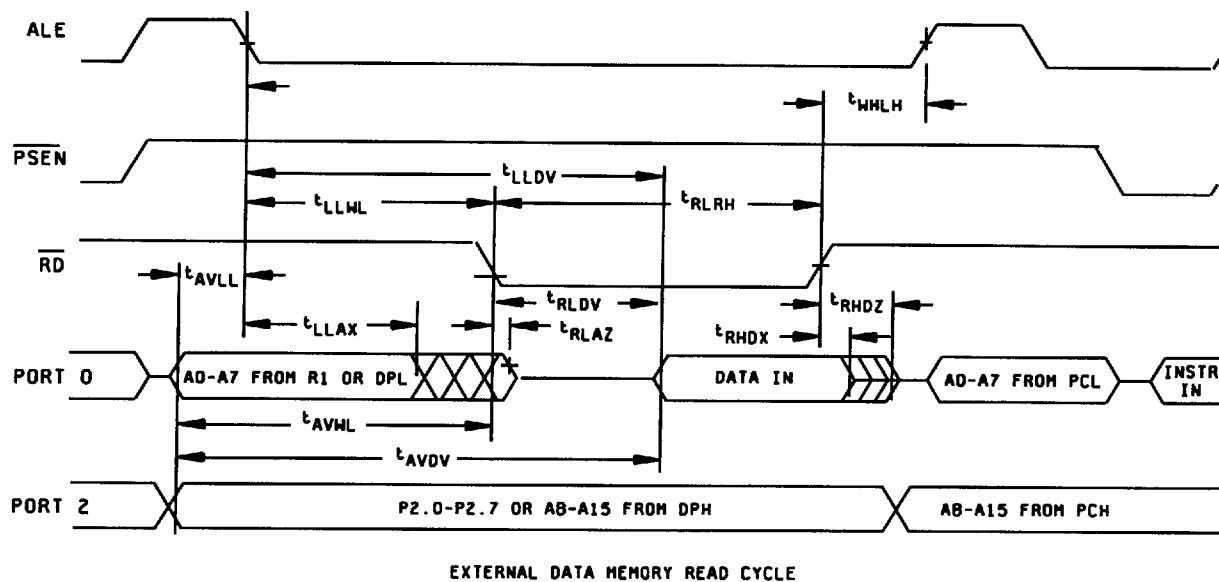 ALE
tWHLH
PSEN
tLLDV
tLLWL
tRLRH
RD
tAVLL
tRLDV
tRHDZ
tLLAX
tRLAZ
tRHDX
PORT 0
A0-A7 FROM R1 OR DPL
DATA IN
A0-A7 FROM PCL
INSTR
IN
tAVWL
tAVDV
PORT 2
P2.0-P2.7 OR A8-A15 FROM DPH
A8-A15 FROM PCH
EXTERNAL DATA MEMORY READ CYCLE